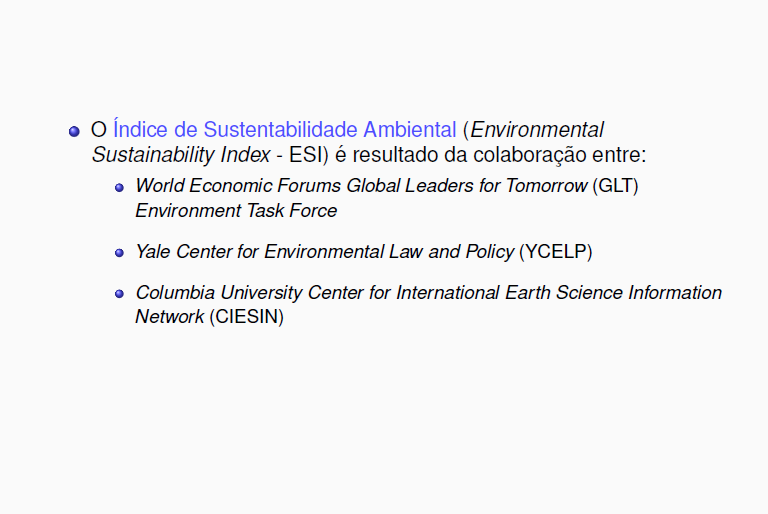 O Índice de Sustentabilidade Ambiental (Environmental
Sustainability Index - ESI) é resultado da colaboração entre:
World Economic Forums Global Leaders for Tomorrow (GLT)
Environment Task Force
Yale Center for Environmental Law and Policy (YCELP)
Columbia University Center for International Earth Science Information
Network (CIESIN)